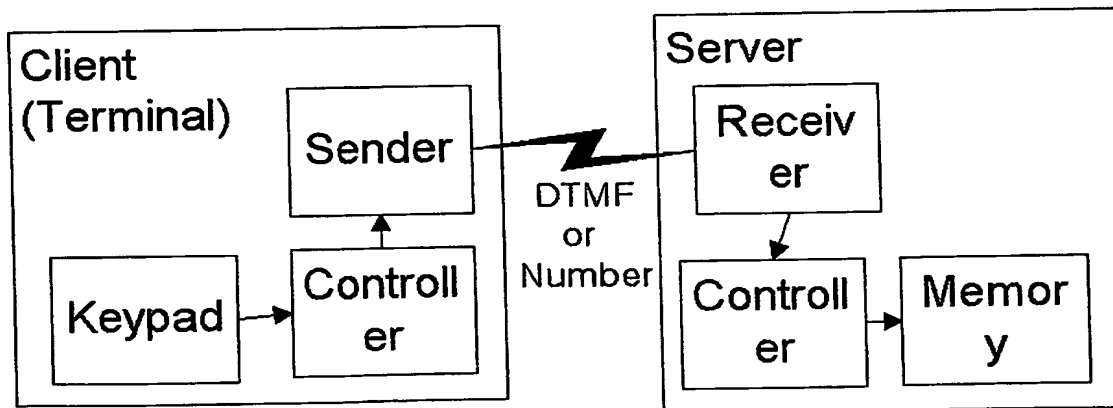 Client
(Terminal)
Sender
Keypad
Controll
er
DTMF
or
Number
Server
Receiv
er
Controll
er
Memor
y